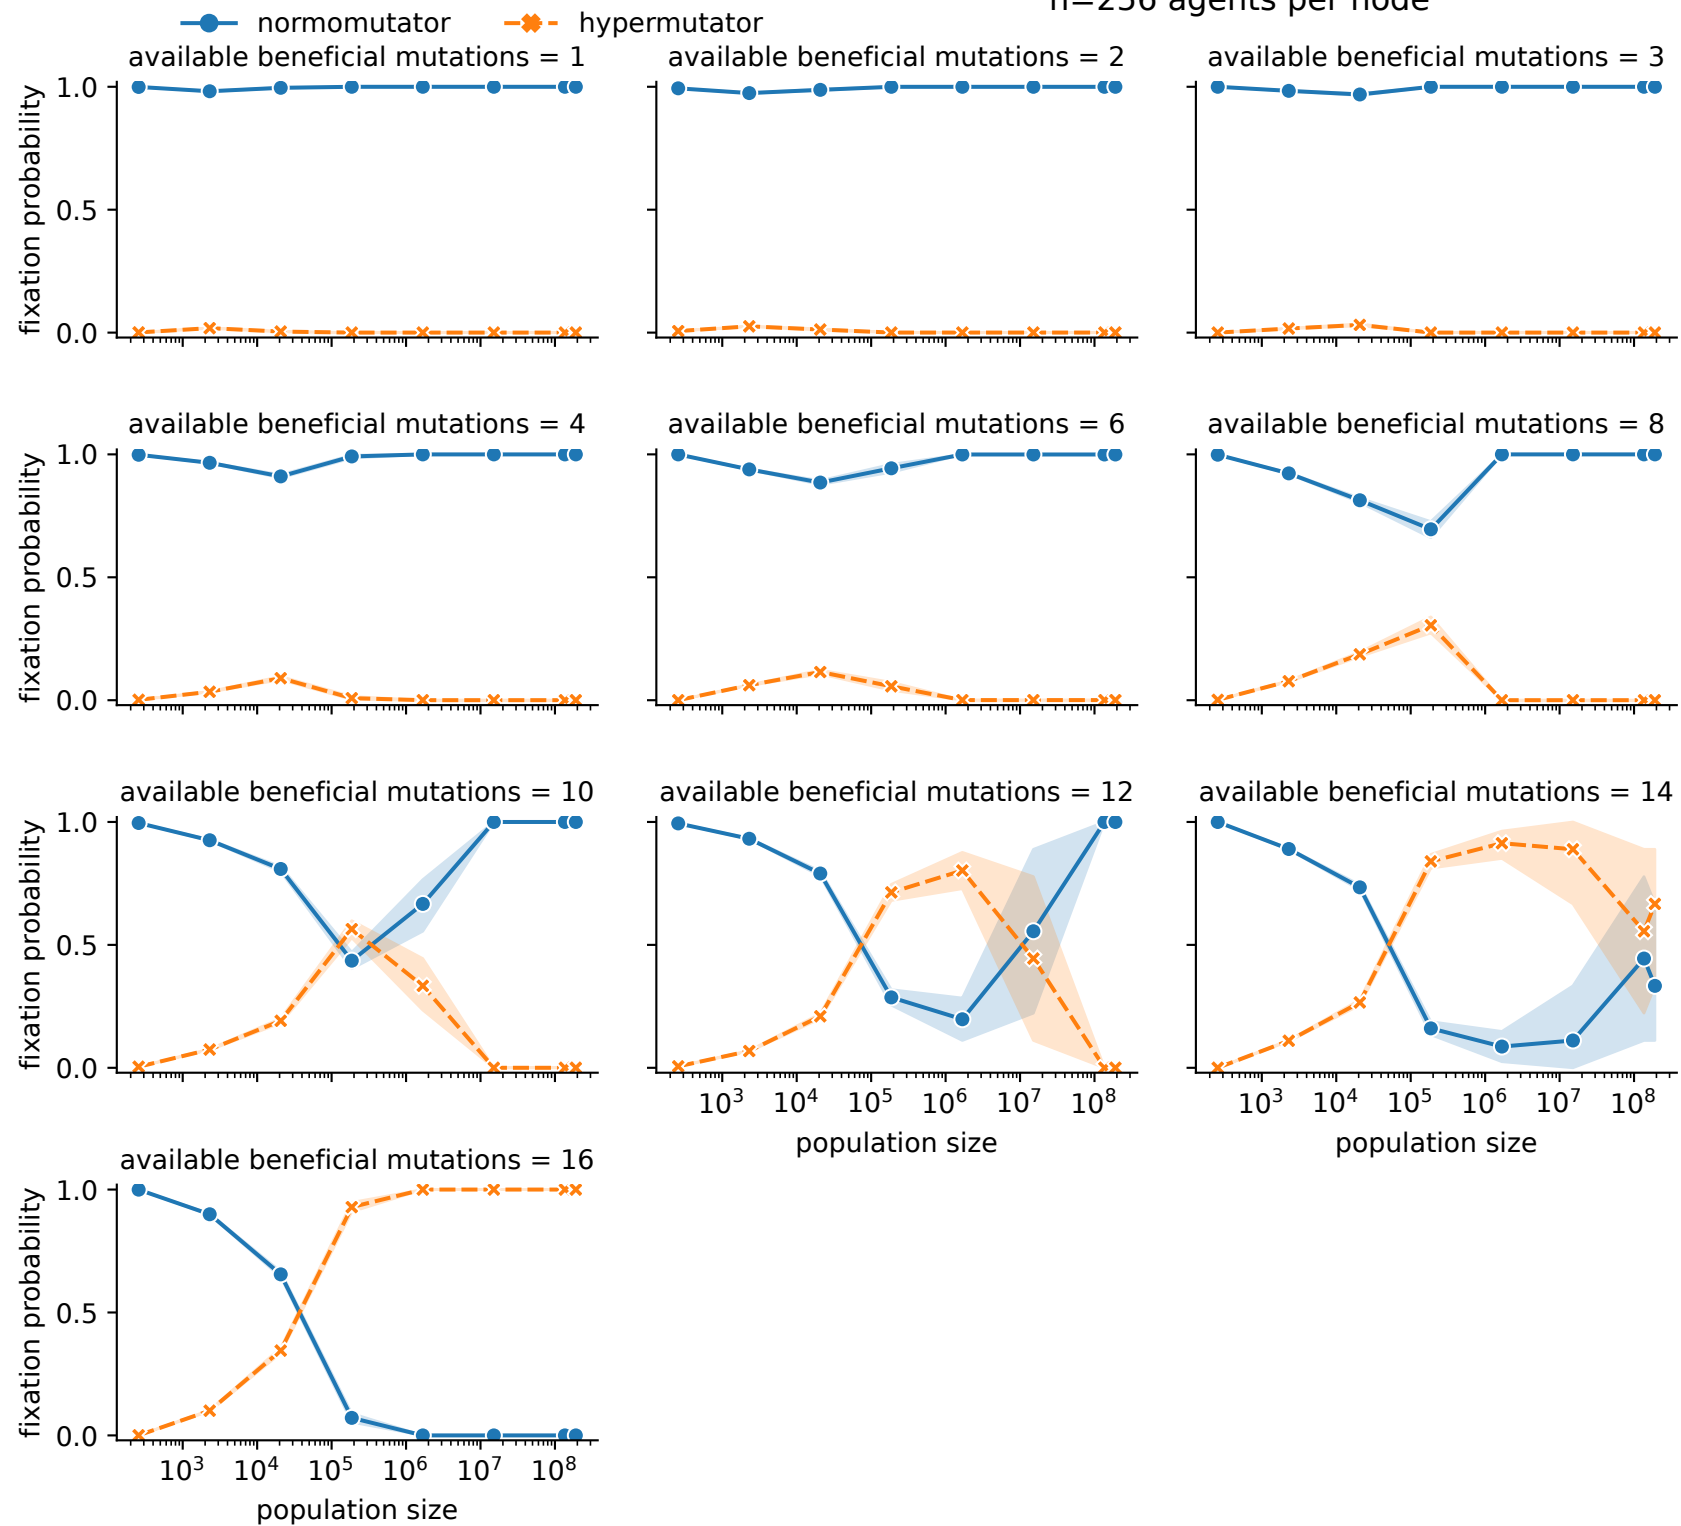 n=256 agents per node
normomutator hypermutator
available beneficial mutations = 1
available beneficial mutations = 2
available beneficial mutations = 3
fixation probability
1.0
0.5
0.0
available beneficial mutations = 4
available beneficial mutations = 6
available beneficial mutations = 8
fixation probability
1.0
0.5
0.0
available beneficial mutations = 10
available beneficial mutations = 12
available beneficial mutations = 14
fixation probability
1.0
0.5
0.0
10³ 10⁴ 10⁵ 10⁶ 10⁷ 10⁸
population size
10³ 10⁴ 10⁵ 10⁶ 10⁷ 10⁸
population size
available beneficial mutations = 16
fixation probability
1.0
0.5
0.0
10³ 10⁴ 10⁵ 10⁶ 10⁷ 10⁸
population size